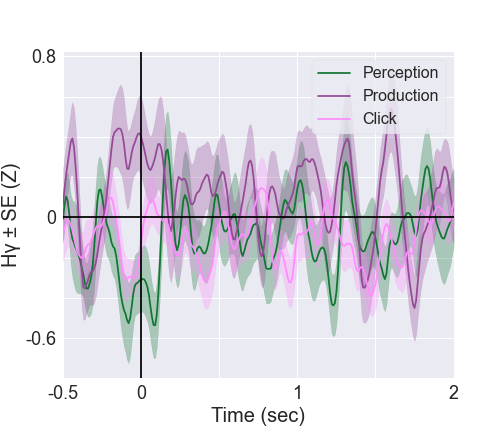 Perception
Production
Click
0.8
0
-0.6
Hγ ± SE (Z)
-0.5 0 1 2
Time (sec)